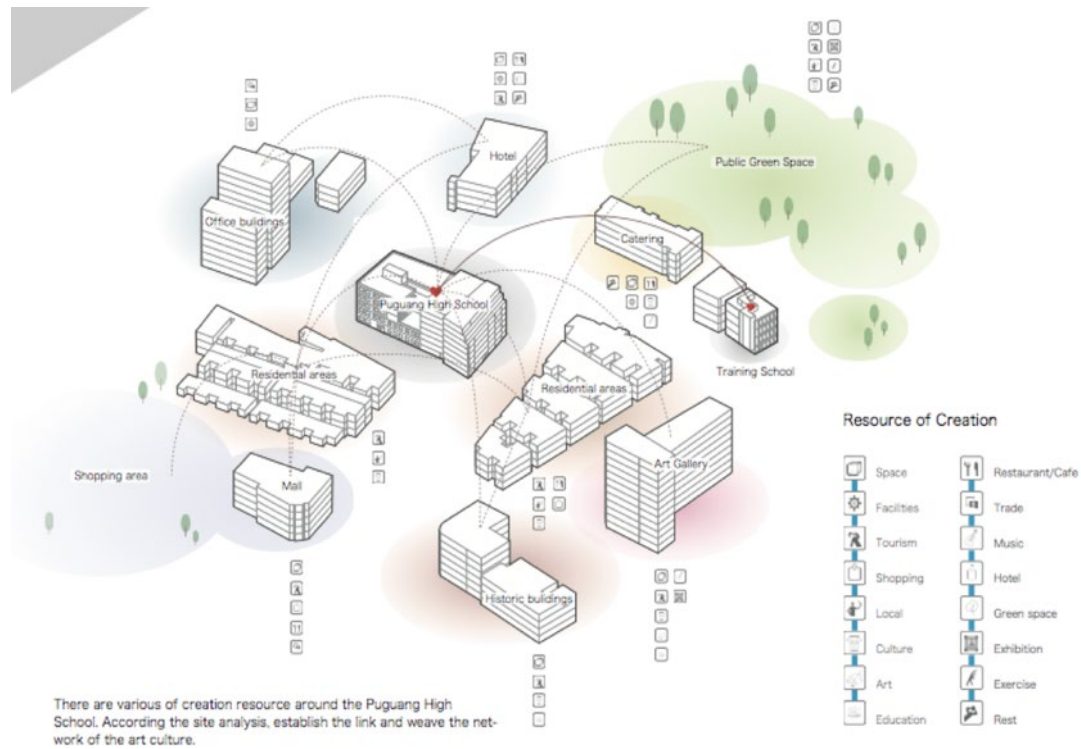 Hotel
Public Green Space
Office buildings
Catering
Puguang High School
Training School
Residential areas
Residential areas
Shopping area
Mall
Art Gallery
Historic buildings
Resource of Creation
Space
Restaurant/Cafe
Facilities
Trade
Tourism
Music
Shopping
Hotel
Local
Green space
Culture
Exhibition
Art
Exercise
Education
Rest
There are various of creation resource around the Puguang High
School. According the site analysis, establish the link and weave the net-
work of the art culture.